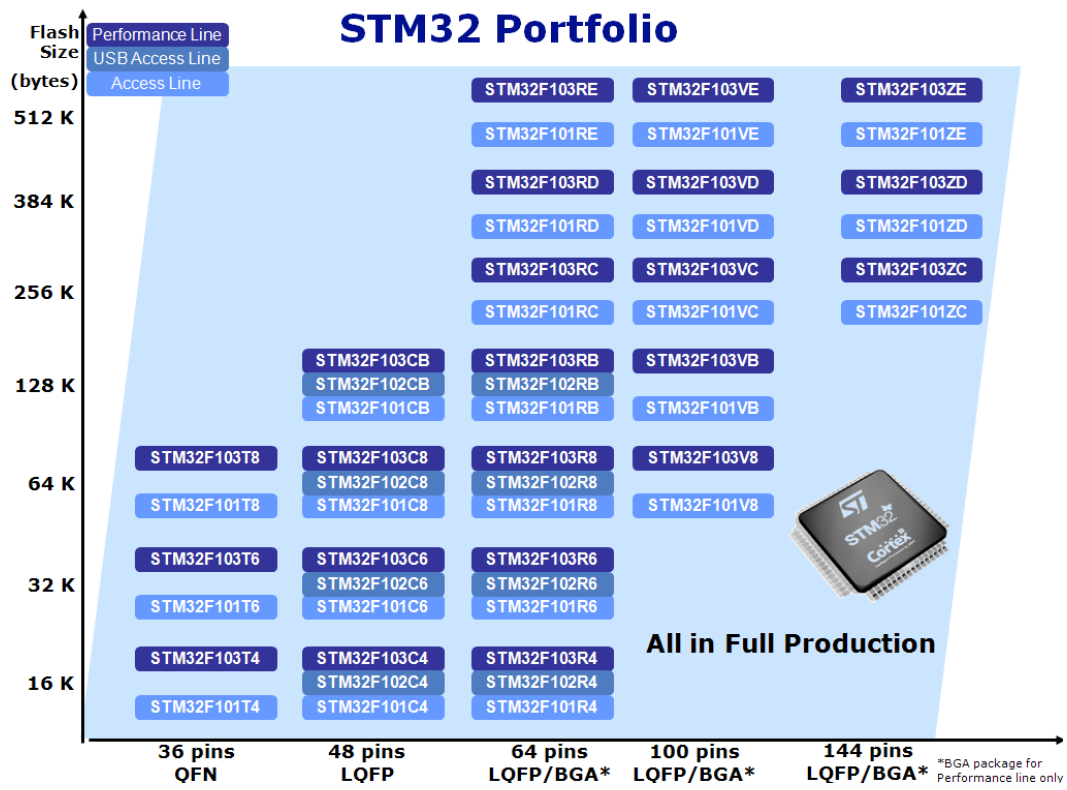 STM32 Portfolio
Flash
Size
(bytes)
Performance Line
USB Access Line
Access Line
512 K
STM32F103RE STM32F103VE STM32F103ZE
STM32F101RE STM32F101VE STM32F101ZE
384 K
STM32F103RD STM32F103VD STM32F103ZD
STM32F101RD STM32F101VD STM32F101ZD
256 K
STM32F103RC STM32F103VC STM32F103ZC
STM32F101RC STM32F101VC STM32F101ZC
128 K
STM32F103CB STM32F103RB STM32F103VB
STM32F102CB STM32F102RB
STM32F101CB STM32F101RB STM32F101VB
64 K
STM32F103T8 STM32F103C8 STM32F103R8 STM32F103V8
STM32F102C8 STM32F102R8
STM32F101T8 STM32F101C8 STM32F101R8 STM32F101V8
32 K
STM32F103T6 STM32F103C6 STM32F103R6
STM32F102C6 STM32F102R6
STM32F101T6 STM32F101C6 STM32F101R6
16 K
STM32F103T4 STM32F103C4 STM32F103R4
STM32F102C4 STM32F102R4
STM32F101T4 STM32F101C4 STM32F101R4
ST
STM32
Cortex
All in Full Production
36 pins 48 pins 64 pins 100 pins 144 pins
QFN LQFP LQFP/BGA* LQFP/BGA* LQFP/BGA*
*BGA package for
Performance line only